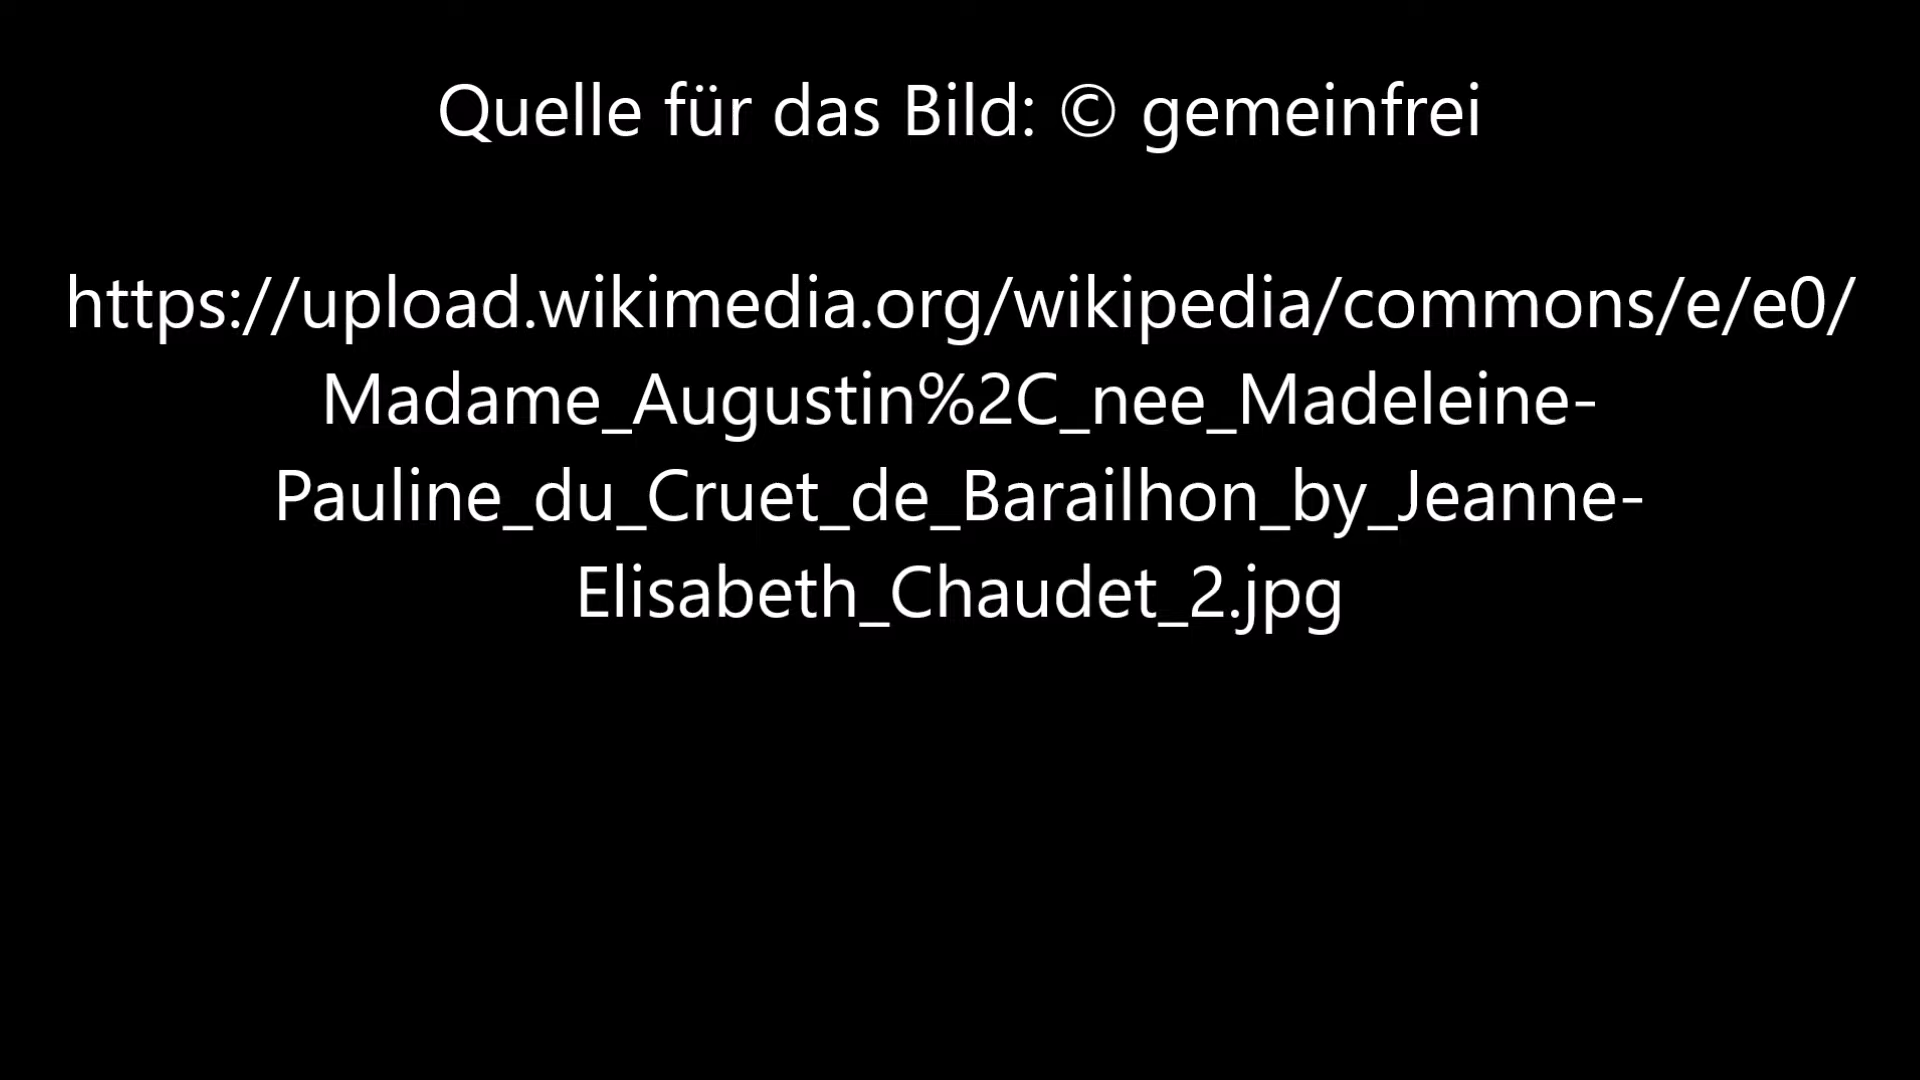 Quelle für das Bild: © gemeinfrei
https://upload.wikimedia.org/wikipedia/commons/e/e0/
Madame_Augustin%2C_nee_Madeleine-
Pauline_du_Cruet_de_Barailhon_by_Jeanne-
Elisabeth_Chaudet_2.jpg